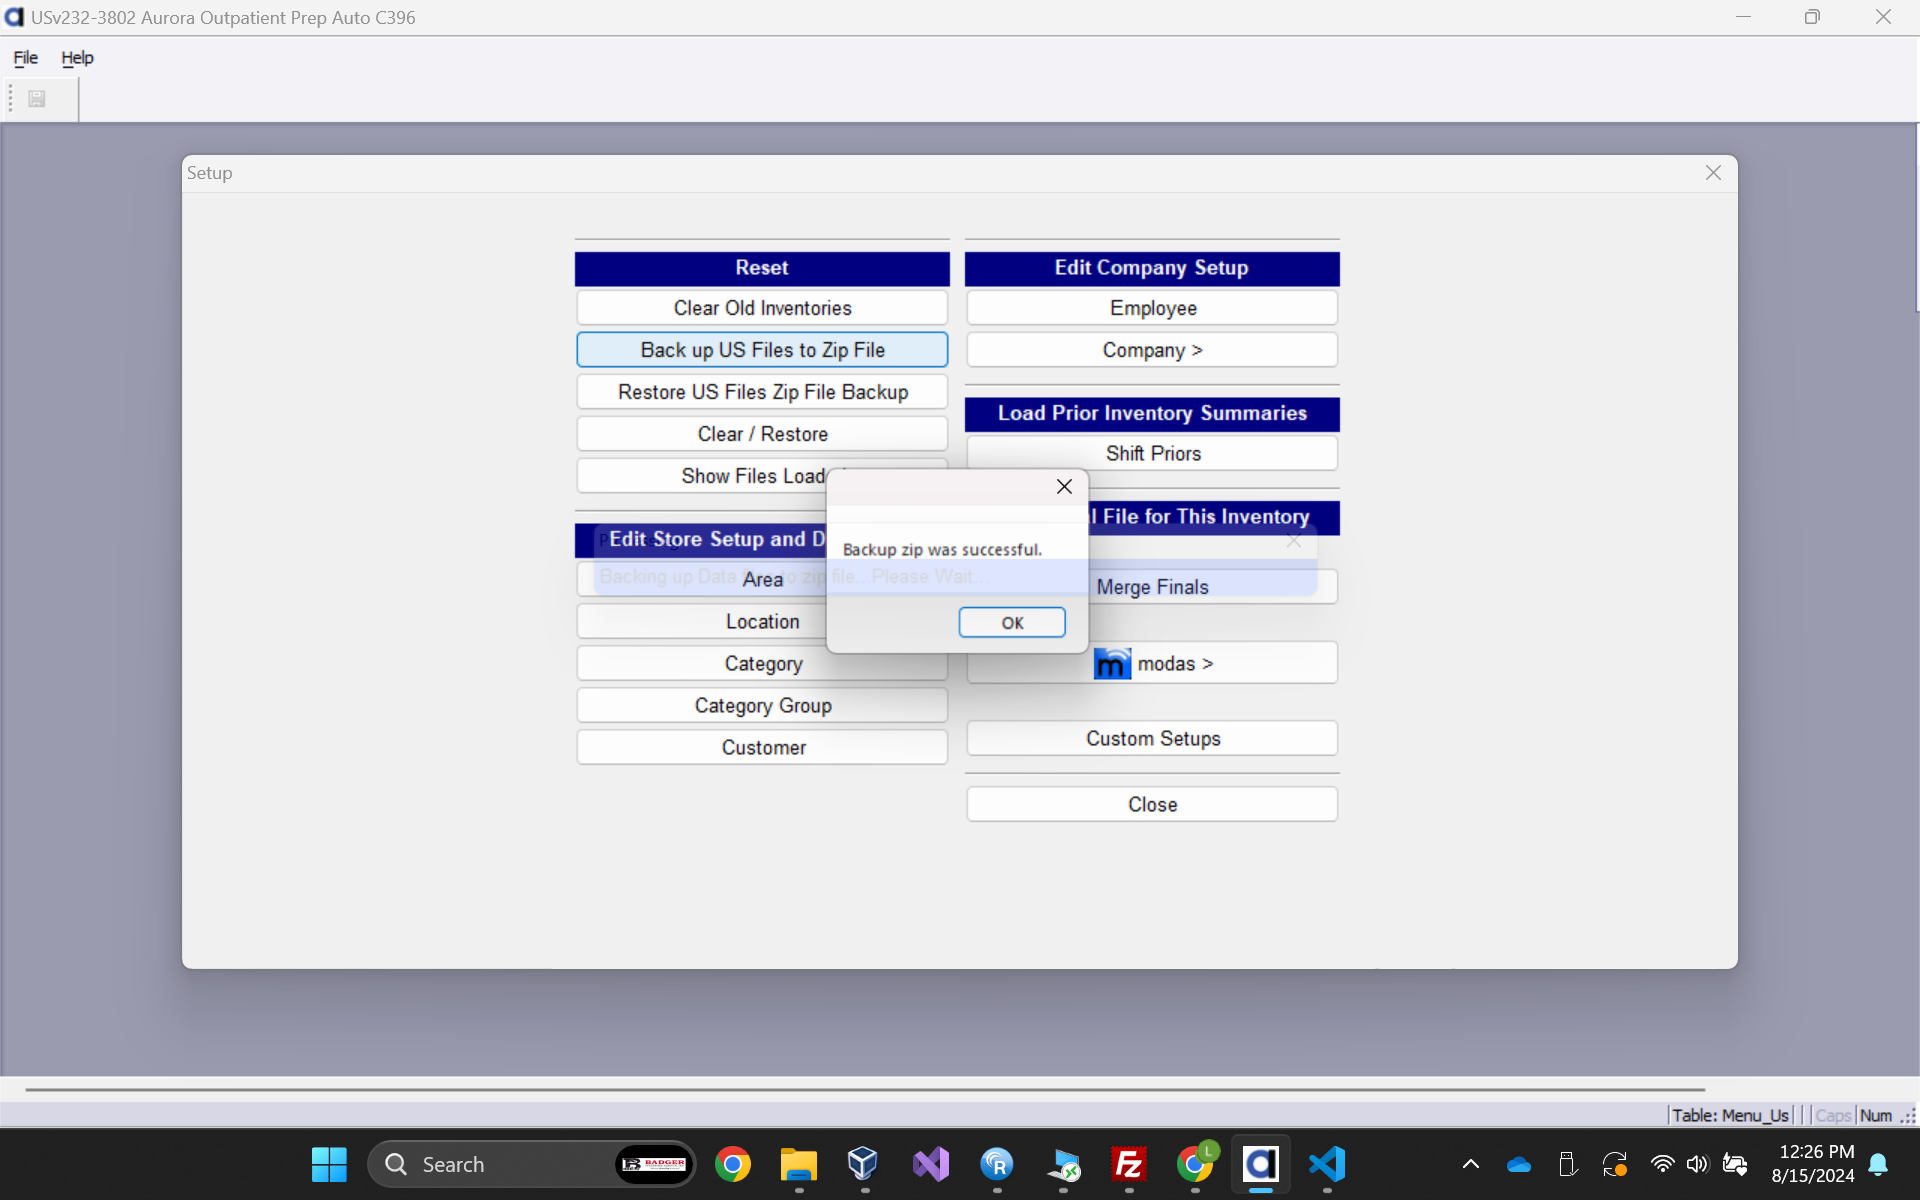 USv232-3802 Aurora Outpatient Prep Auto C396
File Help
Setup
Reset
Clear Old Inventories
Back up US Files to Zip File
Restore US Files Zip File Backup
Clear / Restore
Show Files Load
Edit Store Setup and D
Backing up Data files to zip file... Please Wait...
Area
Location
Category
Category Group
Customer
Edit Company Setup
Employee
Company >
Load Prior Inventory Summaries
Shift Priors
l File for This Inventory
Merge Finals
m modas >
Custom Setups
Close
Backup zip was successful.
OK
Table: Menu_Us Caps Num
Search
BADGER
L
Fz
12:26 PM
8/15/2024